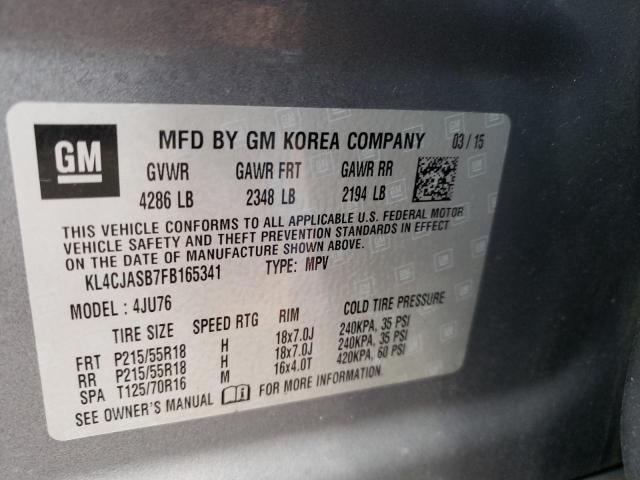 GM
MFD BY GM KOREA COMPANY 03 / 15
GVWR GAWR FRT GAWR RR
4286 LB 2348 LB 2194 LB
THIS VEHICLE CONFORMS TO ALL APPLICABLE U.S. FEDERAL MOTOR
VEHICLE SAFETY AND THEFT PREVENTION STANDARDS IN EFFECT
ON THE DATE OF MANUFACTURE SHOWN ABOVE.
KL4CJASB7FB165341 TYPE: MPV
MODEL : 4JU76
TIRE SIZE SPEED RTG RIM COLD TIRE PRESSURE
FRT P215/55R18 H 18x7.0J 240KPA, 35 PSI
RR P215/55R18 H 18x7.0J 240KPA, 35 PSI
SPA T125/70R16 M 16x4.0T 420KPA, 60 PSI
SEE OWNER'S MANUAL FOR MORE INFORMATION.